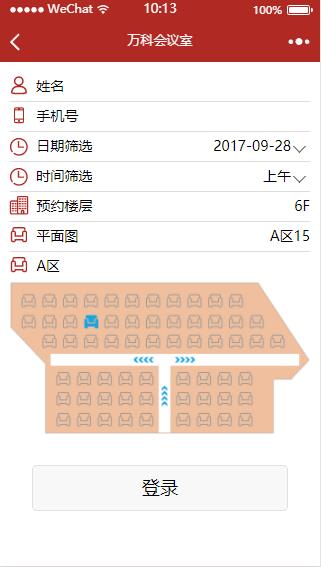 WeChat 10:13 100%
万科会议室
姓名
手机号
日期筛选 2017-09-28
时间筛选 上午
预约楼层 6F
平面图 A区15
A区
登录